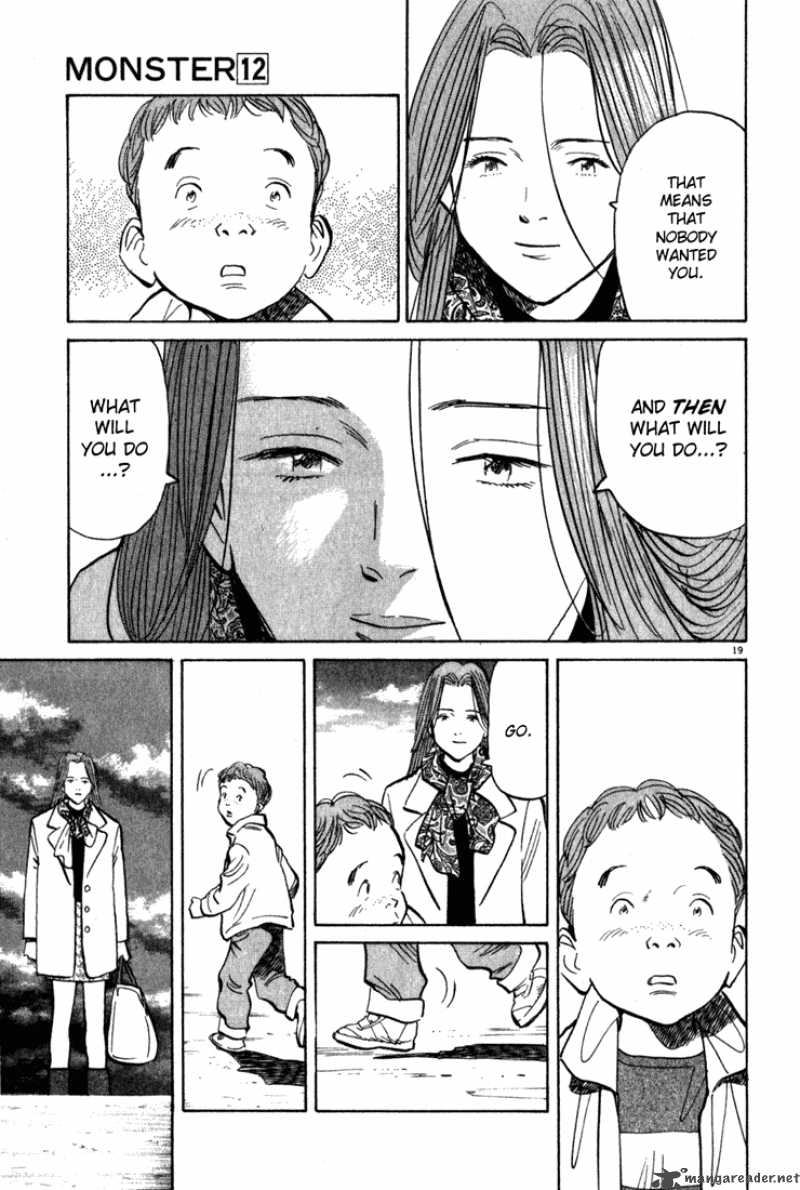 MONSTER 12
THAT
MEANS
THAT
NOBODY
WANTED
YOU.
AND THEN
WHAT WILL
YOU DO...?
WHAT
WILL
YOU DO
...?
19
GO.
mangareader.net